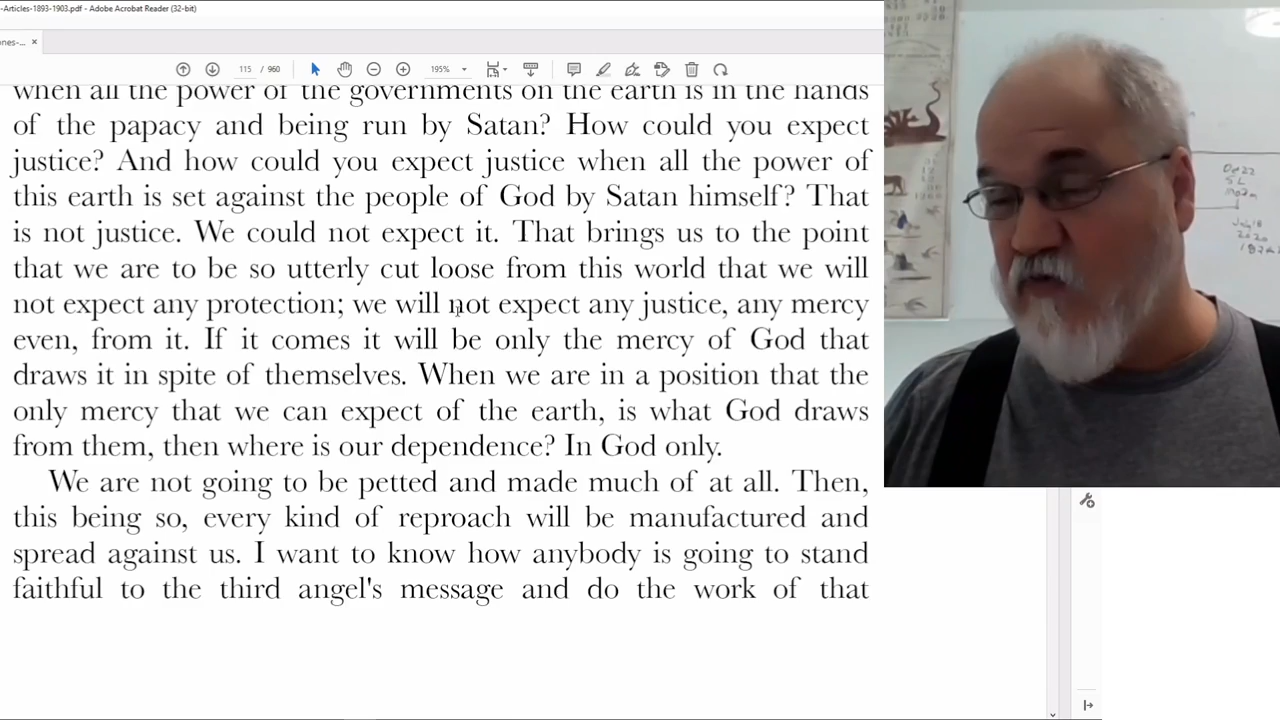 -Articles-1893-1903.pdf - Adobe Acrobat Reader (32-bit)
ones-...
115 / 960
195%
when all the power of the governments on the earth is in the hands
of the papacy and being run by Satan? How could you expect
justice? And how could you expect justice when all the power of
this earth is set against the people of God by Satan himself? That
is not justice. We could not expect it. That brings us to the point
that we are to be so utterly cut loose from this world that we will
not expect any protection; we will not expect any justice, any mercy
even, from it. If it comes it will be only the mercy of God that
draws it in spite of themselves. When we are in a position that the
only mercy that we can expect of the earth, is what God draws
from them, then where is our dependence? In God only.
We are not going to be petted and made much of at all. Then,
this being so, every kind of reproach will be manufactured and
spread against us. I want to know how anybody is going to stand
faithful to the third angel's message and do the work of that
Oct 22
July 18
2020